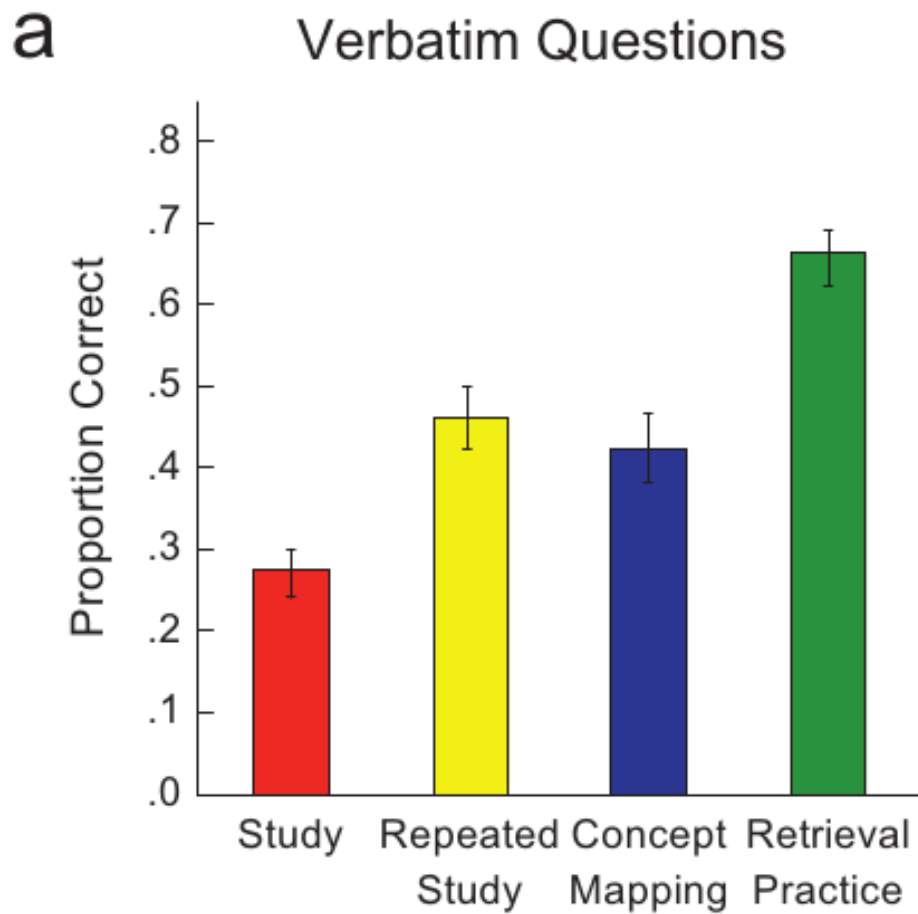 a
Verbatim Questions
Proportion Correct
.8
.7
.6
.5
.4
.3
.2
.1
.0
Study
Repeated Study
Concept Mapping
Retrieval Practice